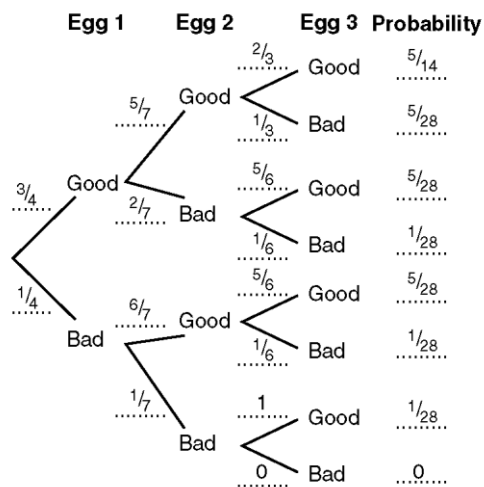 Egg 1 Egg 2 Egg 3 Probability
2/3 Good 5/14
5/7 Good
1/3 Bad 5/28
3/4 Good
5/6 Good 5/28
2/7 Bad
1/6 Bad 1/28
5/6 Good 5/28
1/4 Bad
6/7 Good
1/6 Bad 1/28
1/7 Bad
1 Good 1/28
0 Bad 0